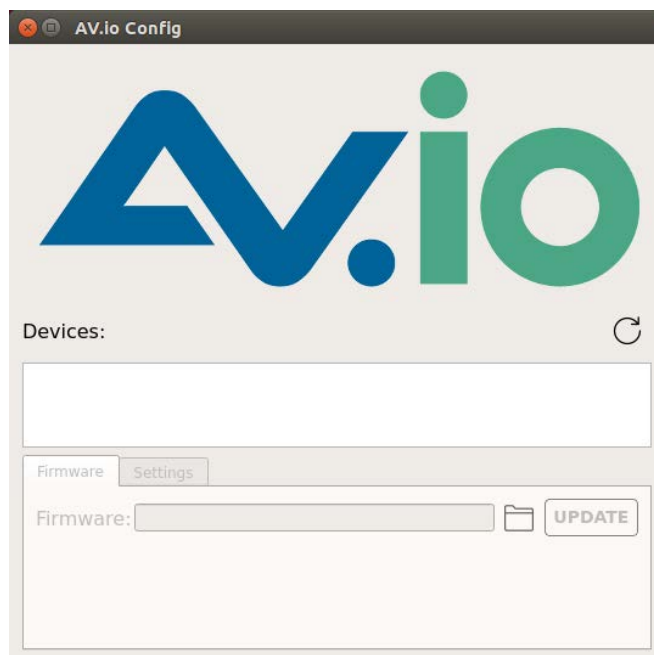 AV.io Config
AV.io
Devices:
Firmware Settings
Firmware: UPDATE